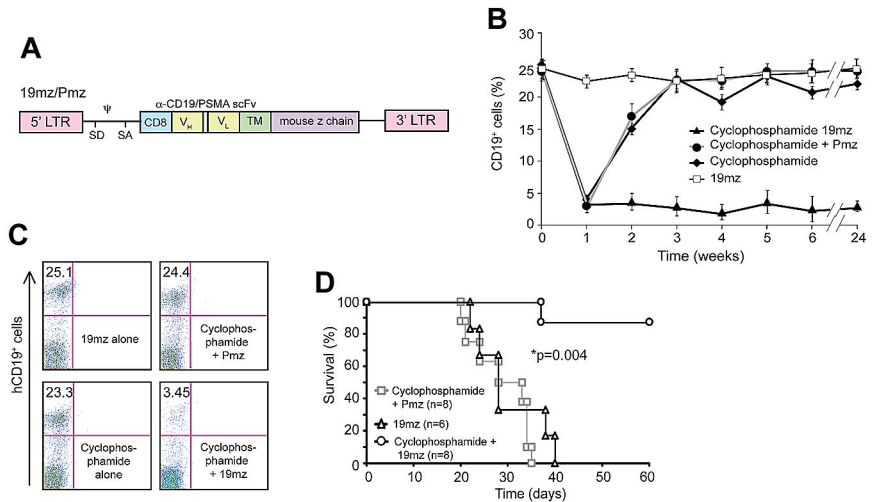 A
19mz/Pmz
ψ
α-CD19/PSMA scFv
5' LTR
SD
SA
CD8
VH
VL
TM
mouse z chain
3' LTR
B
30
25
20
15
10
5
0
CD19+ cells (%)
Cyclophosphamide 19mz
Cyclophosphamide + Pmz
Cyclophosphamide
19mz
0 1 2 3 4 5 6 24
Time (weeks)
C
hCD19+ cells
25.1
19mz alone
24.4
Cyclophos-
phamide
+ Pmz
23.3
Cyclophos-
phamide
alone
3.45
Cyclophos-
phamide
+ 19mz
D
100
80
60
40
20
0
Survival (%)
*p=0.004
Cyclophosphamide
+ Pmz (n=8)
19mz (n=6)
Cyclophosphamide +
19mz (n=8)
0 10 20 30 40 50 60
Time (days)